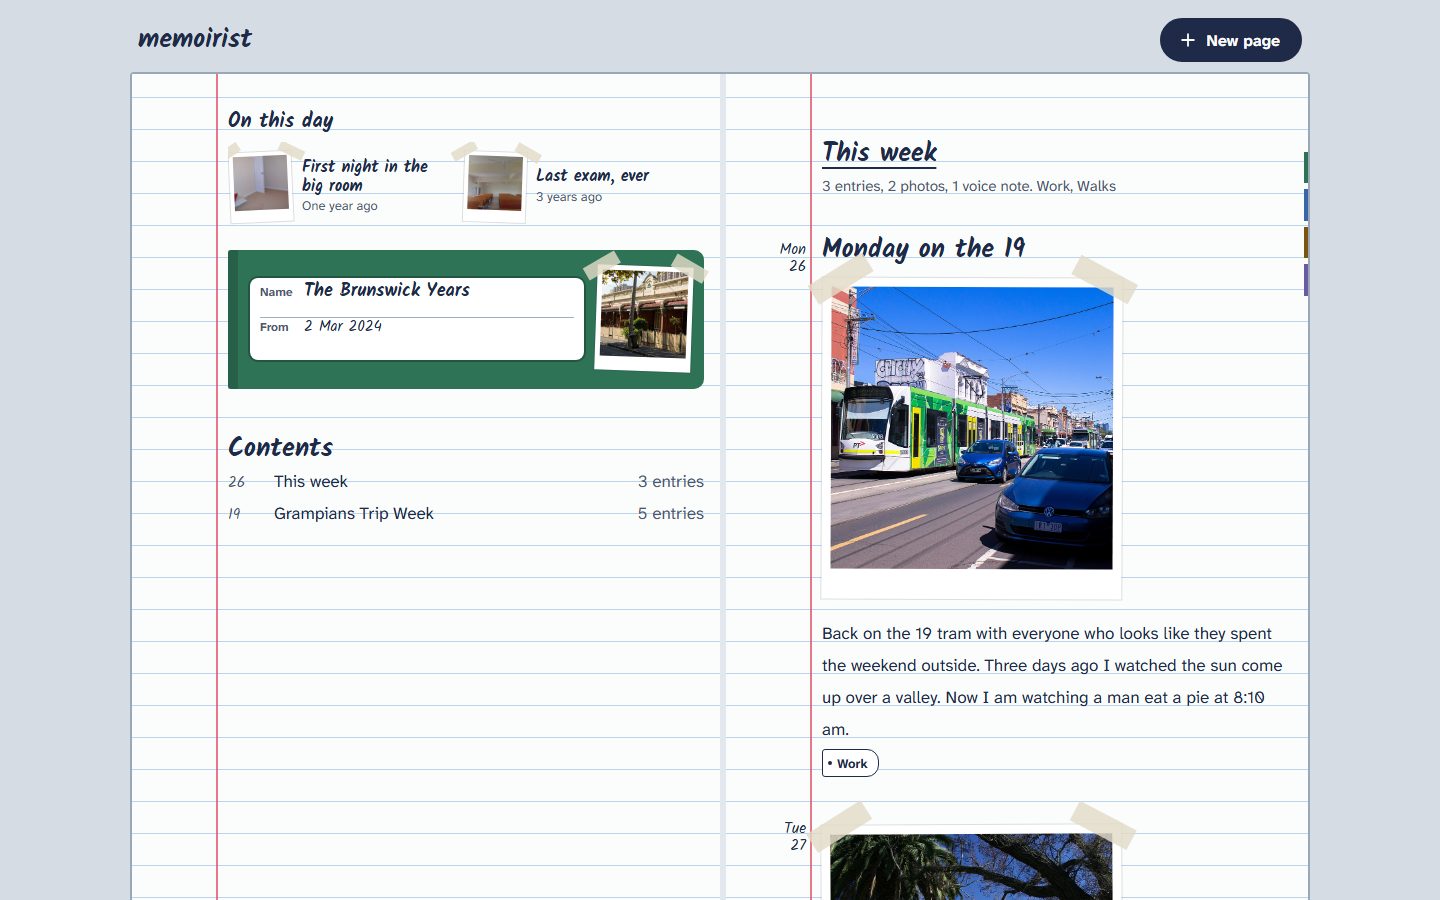 memoirist
+ New page
On this day
First night in the
big room
One year ago
Last exam, ever
3 years ago
Name The Brunswick Years
From 2 Mar 2024
Contents
26 This week 3 entries
19 Grampians Trip Week 5 entries
This week
3 entries, 2 photos, 1 voice note. Work, Walks
Mon
26
Monday on the 19
Back on the 19 tram with everyone who looks like they spent
the weekend outside. Three days ago I watched the sun come
up over a valley. Now I am watching a man eat a pie at 8:10
am.
• Work
Tue
27